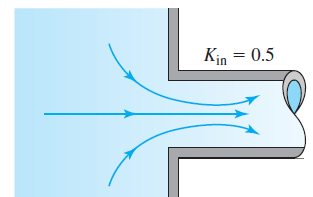 K_in = 0.5